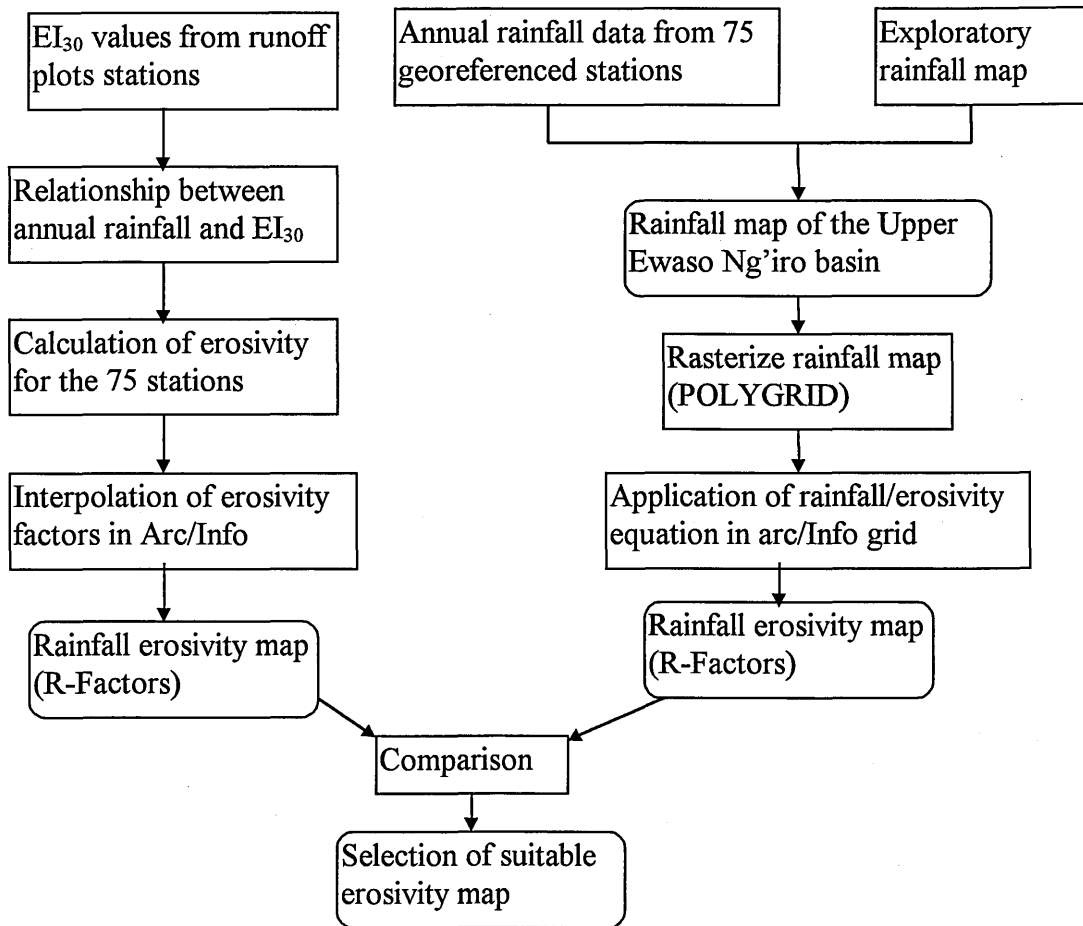 EI₃₀ values from runoff
plots stations
Annual rainfall data from 75
georeferenced stations
Exploratory
rainfall map
Relationship between
annual rainfall and EI₃₀
Rainfall map of the Upper
Ewaso Ng'iro basin
Calculation of erosivity
for the 75 stations
Rasterize rainfall map
(POLYGRID)
Interpolation of erosivity
factors in Arc/Info
Application of rainfall/erosivity
equation in arc/Info grid
Rainfall erosivity map
(R-Factors)
Rainfall erosivity map
(R-Factors)
Comparison
Selection of suitable
erosivity map